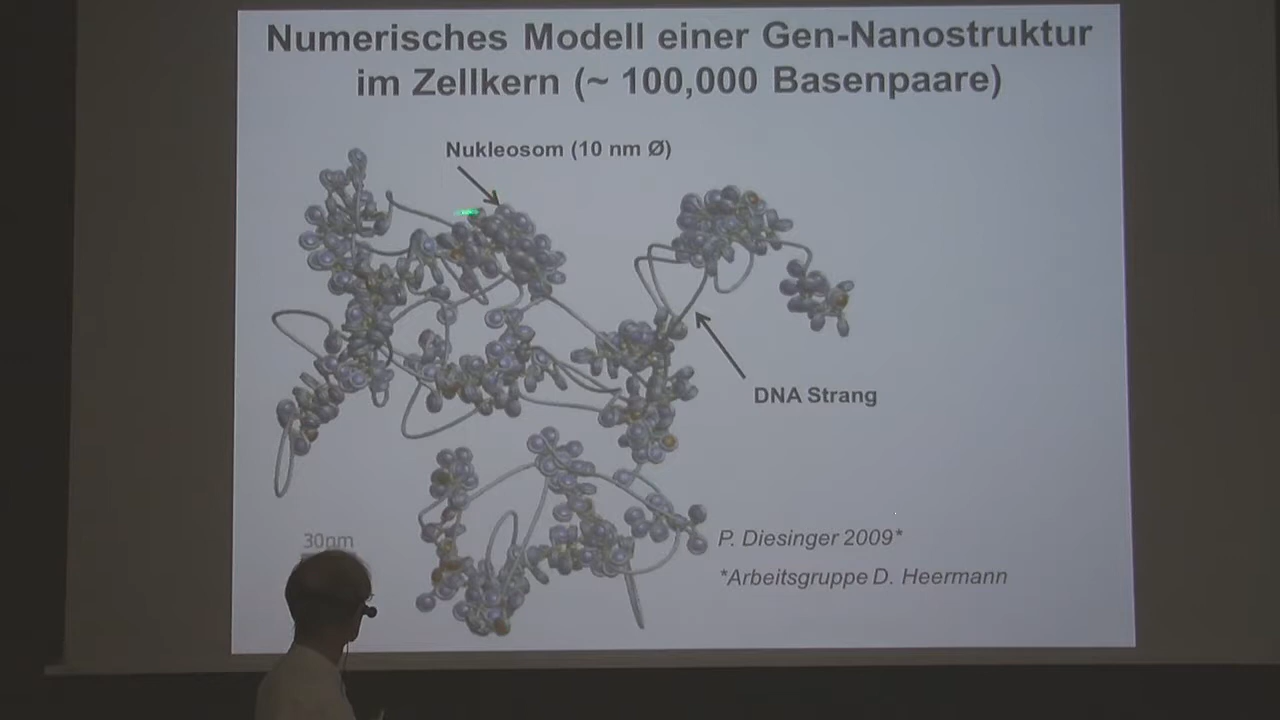 Numerisches Modell einer Gen-Nanostruktur
im Zellkern (~ 100,000 Basenpaare)
Nukleosom (10 nm Ø)
DNA Strang
30nm
P. Diesinger 2009*
*Arbeitsgruppe D. Heermann